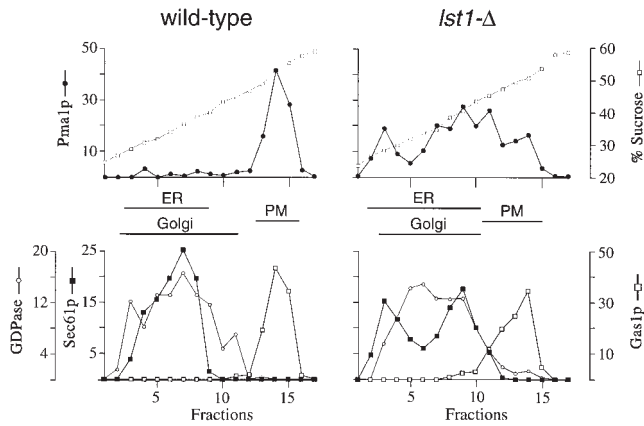 wild-type
lst1-Δ
50
30
10
Pma1p
60
50
40
30
20
% Sucrose
ER
Golgi
PM
ER
Golgi
PM
20
12
4
GDPase
25
15
5
Sec61p
50
30
10
Gas1p
5 10 15
Fractions
5 10 15
Fractions